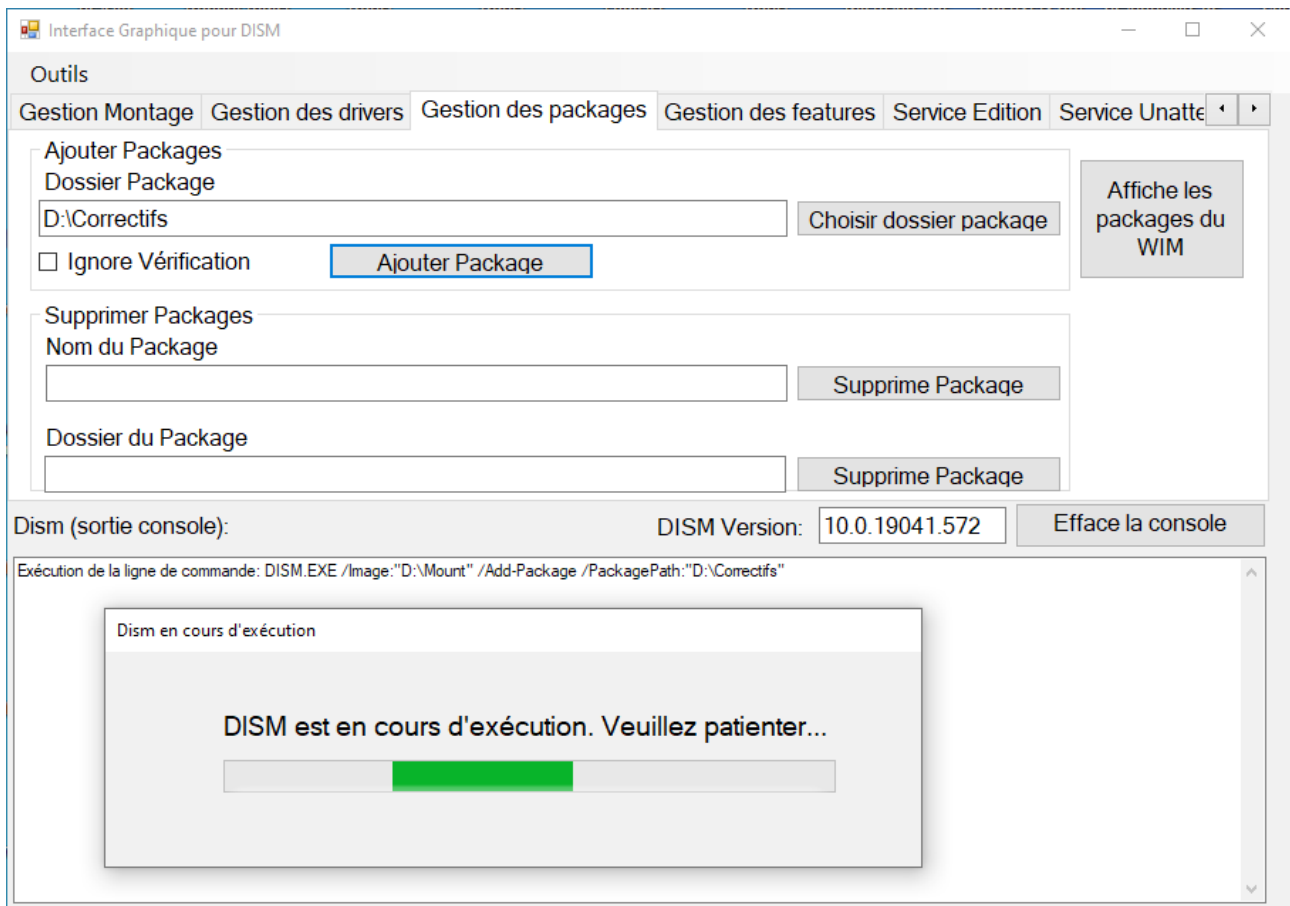 Interface Graphique pour DISM
Outils
Gestion Montage Gestion des drivers Gestion des packages Gestion des features Service Edition Service Unatte
Ajouter Packages
Dossier Package
D:\Correctifs Choisir dossier package
Ignore Vérification Ajouter Package
Affiche les
packages du
WIM
Supprimer Packages
Nom du Package
Supprime Package
Dossier du Package
Supprime Package
Dism (sortie console): DISM Version: 10.0.19041.572 Efface la console
Exécution de la ligne de commande: DISM.EXE /Image:"D:\Mount" /Add-Package /PackagePath:"D:\Correctifs"
Dism en cours d'exécution
DISM est en cours d'exécution. Veuillez patienter...